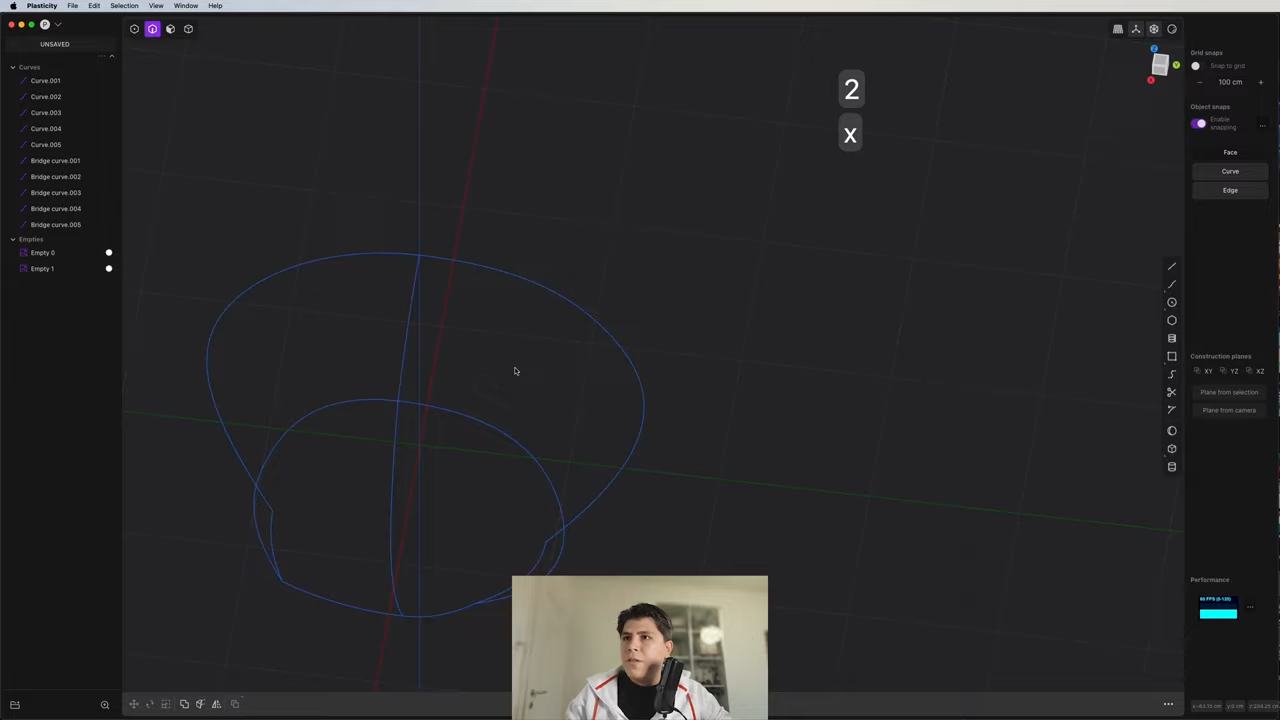 Plasticity File Edit View Window Help
UNSAVED
Curves
Curve.001
Curve.002
Curve.003
Curve.004
Curve.005
Bridge curve.001
Bridge curve.002
Bridge curve.003
Bridge curve.004
Bridge curve.005
Empties
Empty 0
Empty 1
2
x
Grid snaps
Snap to grid
− 100 cm +
Object snaps
Enable
snapping
...
Face
Curve
Edge
Construction planes
XY YZ XZ
Plane from selection
Plane from camera
Performance